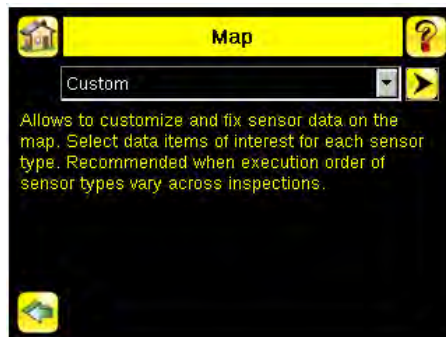 Map
Custom
Allows to customize and fix sensor data on the
map. Select data items of interest for each sensor
type. Recommended when execution order of
sensor types vary across inspections.